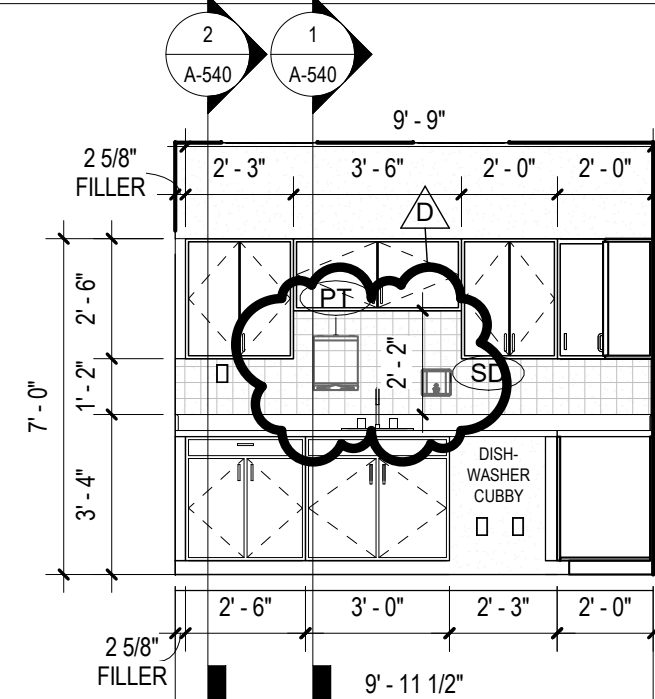 2
A-540
1
A-540
9' - 9"
2 5/8"
FILLER
2' - 3"
3' - 6"
2' - 0"
2' - 0"
D
PT
2' - 6"
2' - 2"
SD
1' - 2"
7' - 0"
3' - 4"
DISH-
WASHER
CUBBY
2' - 6"
3' - 0"
2' - 3"
2' - 0"
2 5/8"
FILLER
9' - 11 1/2"